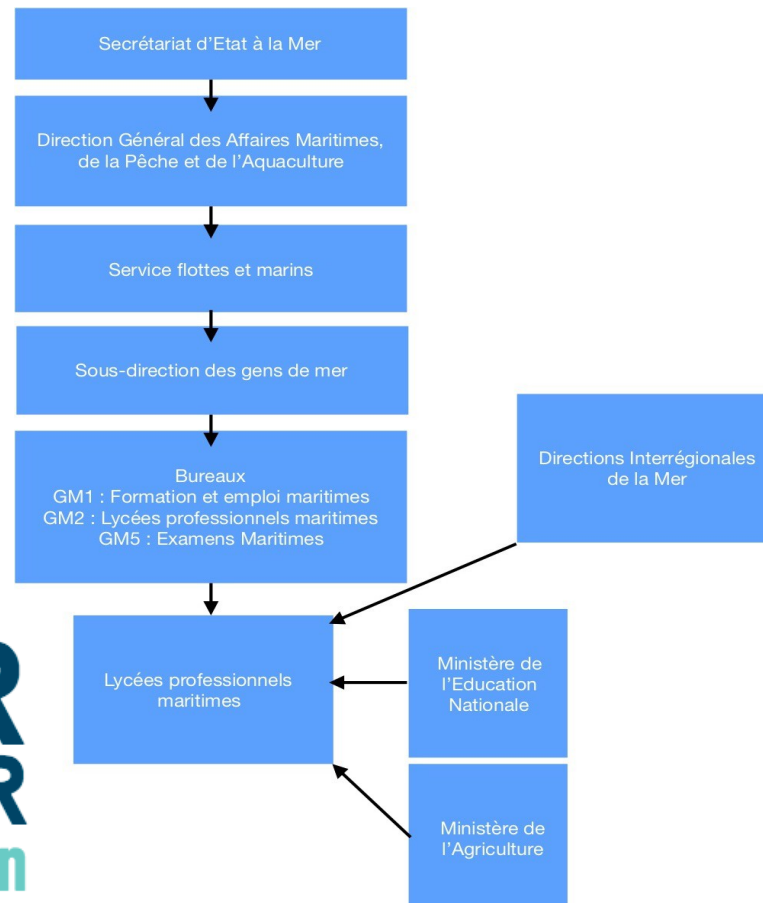 Secrétariat d'Etat à la Mer
Direction Général des Affaires Maritimes,
de la Pêche et de l'Aquaculture
Service flottes et marins
Sous-direction des gens de mer
Bureaux
GM1 : Formation et emploi maritimes
GM2 : Lycées professionnels maritimes
GM5 : Examens Maritimes
Directions Interrégionales
de la Mer
Lycées professionnels
maritimes
Ministère de
l'Education
Nationale
Ministère de
l'Agriculture
R
R
n